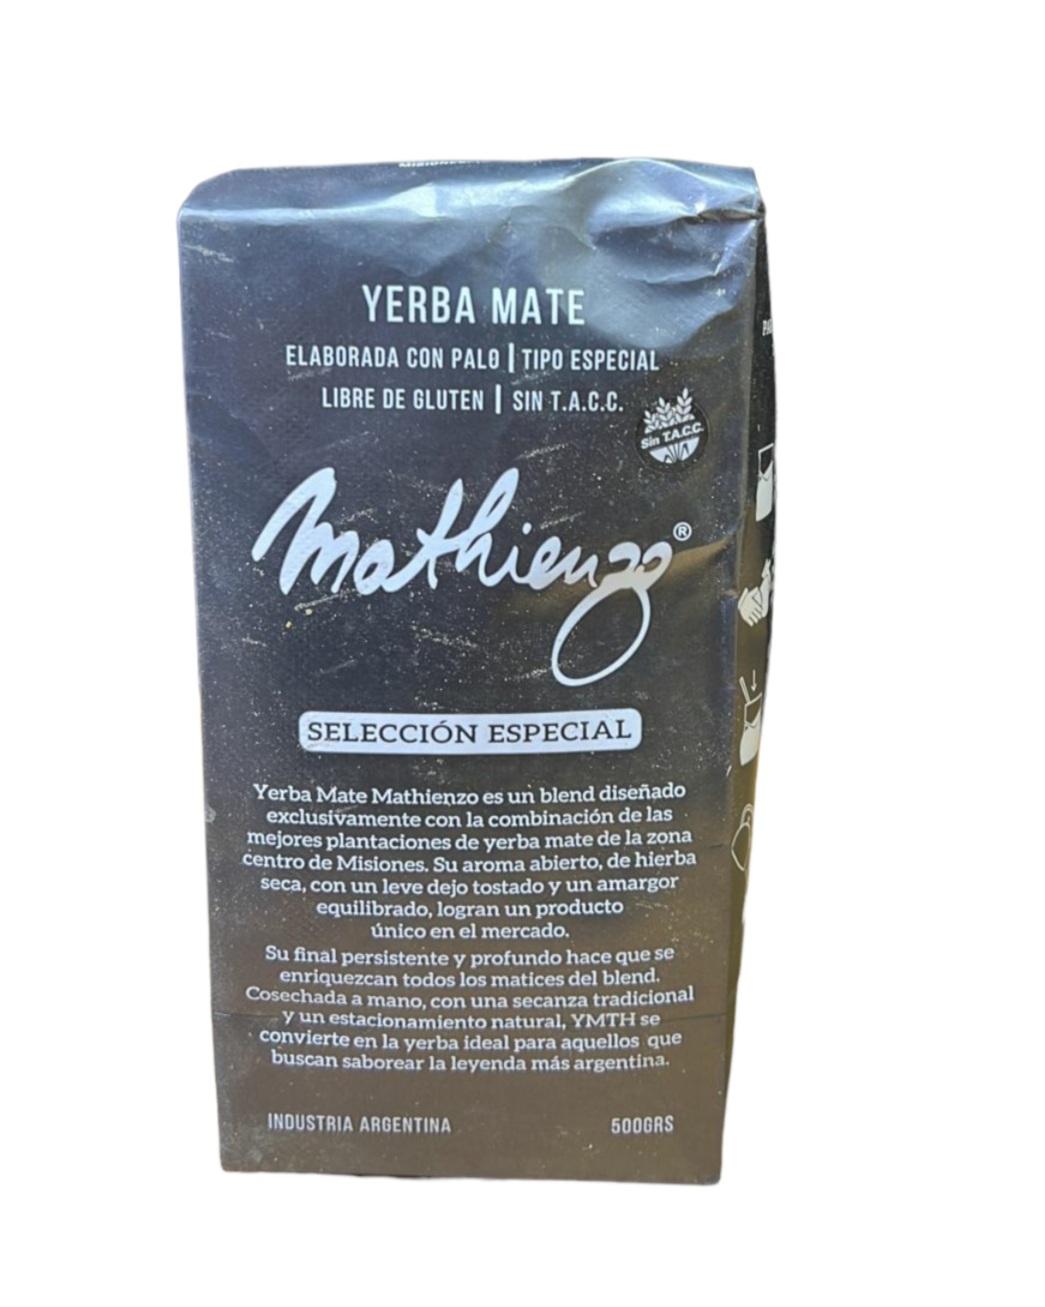 YERBA MATE
ELABORADA CON PALO | TIPO ESPECIAL
LIBRE DE GLUTEN | SIN T.A.C.C.
Sin T.A.C.C.
Mathienzo®
SELECCIÓN ESPECIAL
Yerba Mate Mathienzo es un blend diseñado
exclusivamente con la combinación de las
mejores plantaciones de yerba mate de la zona
centro de Misiones. Su aroma abierto, de hierba
seca, con un leve dejo tostado y un amargor
equilibrado, logran un producto
único en el mercado.
Su final persistente y profundo hace que se
enriquezcan todos los matices del blend.
Cosechada a mano, con una secanza tradicional
y un estacionamiento natural, YMTH se
convierte en la yerba ideal para aquellos que
buscan saborear la leyenda más argentina.
INDUSTRIA ARGENTINA
500GRS